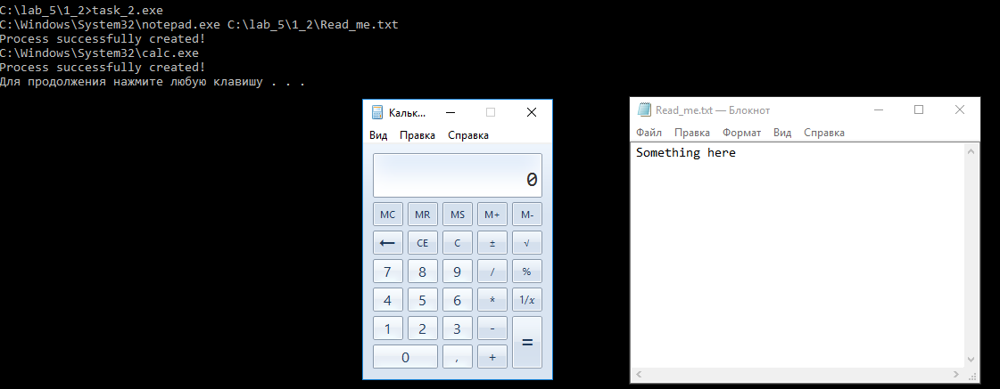 C:\lab_5\1_2>task_2.exe
C:\Windows\System32\notepad.exe C:\lab_5\1_2\Read_me.txt
Process successfully created!
C:\Windows\System32\calc.exe
Process successfully created!
Для продолжения нажмите любую клавишу . . .
Кальк...
Вид Правка Справка
0
MC MR MS M+ M-
← CE C ± √
7 8 9 / %
4 5 6 * 1/x
1 2 3 - =
0 , +
Read_me.txt — Блокнот
Файл Правка Формат Вид Справка
Something here